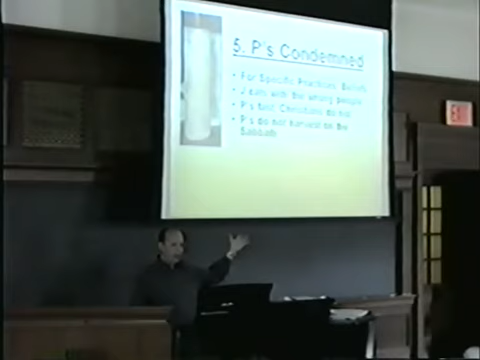 5. P's Condemned
• For Specific Practices, Beliefs
• J eats with the wrong people
• P's fast, Christians do not
• P's do not harvest on the
Sabbath
EXIT